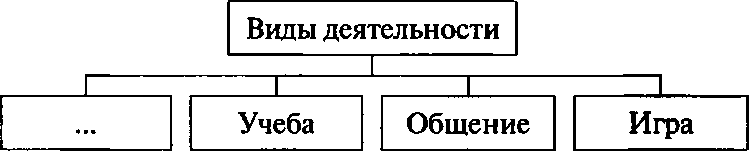 Виды деятельности
...
Учеба
Общение
Игра